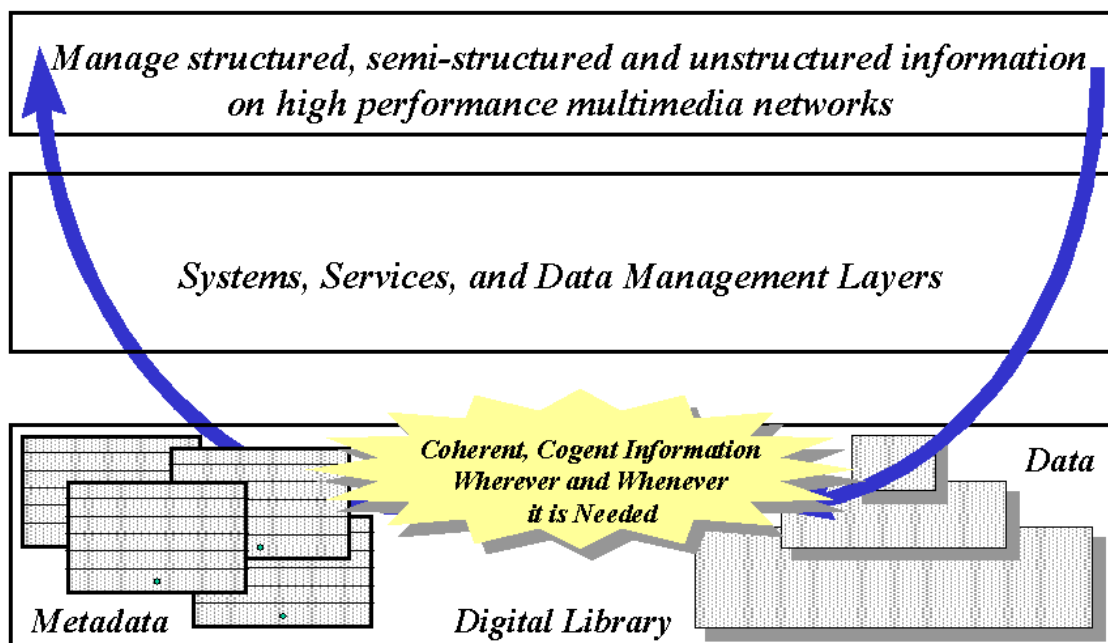 Manage structured, semi-structured and unstructured information
on high performance multimedia networks
Systems, Services, and Data Management Layers
Coherent, Cogent Information
Wherever and Whenever
it is Needed
Data
Metadata
Digital Library